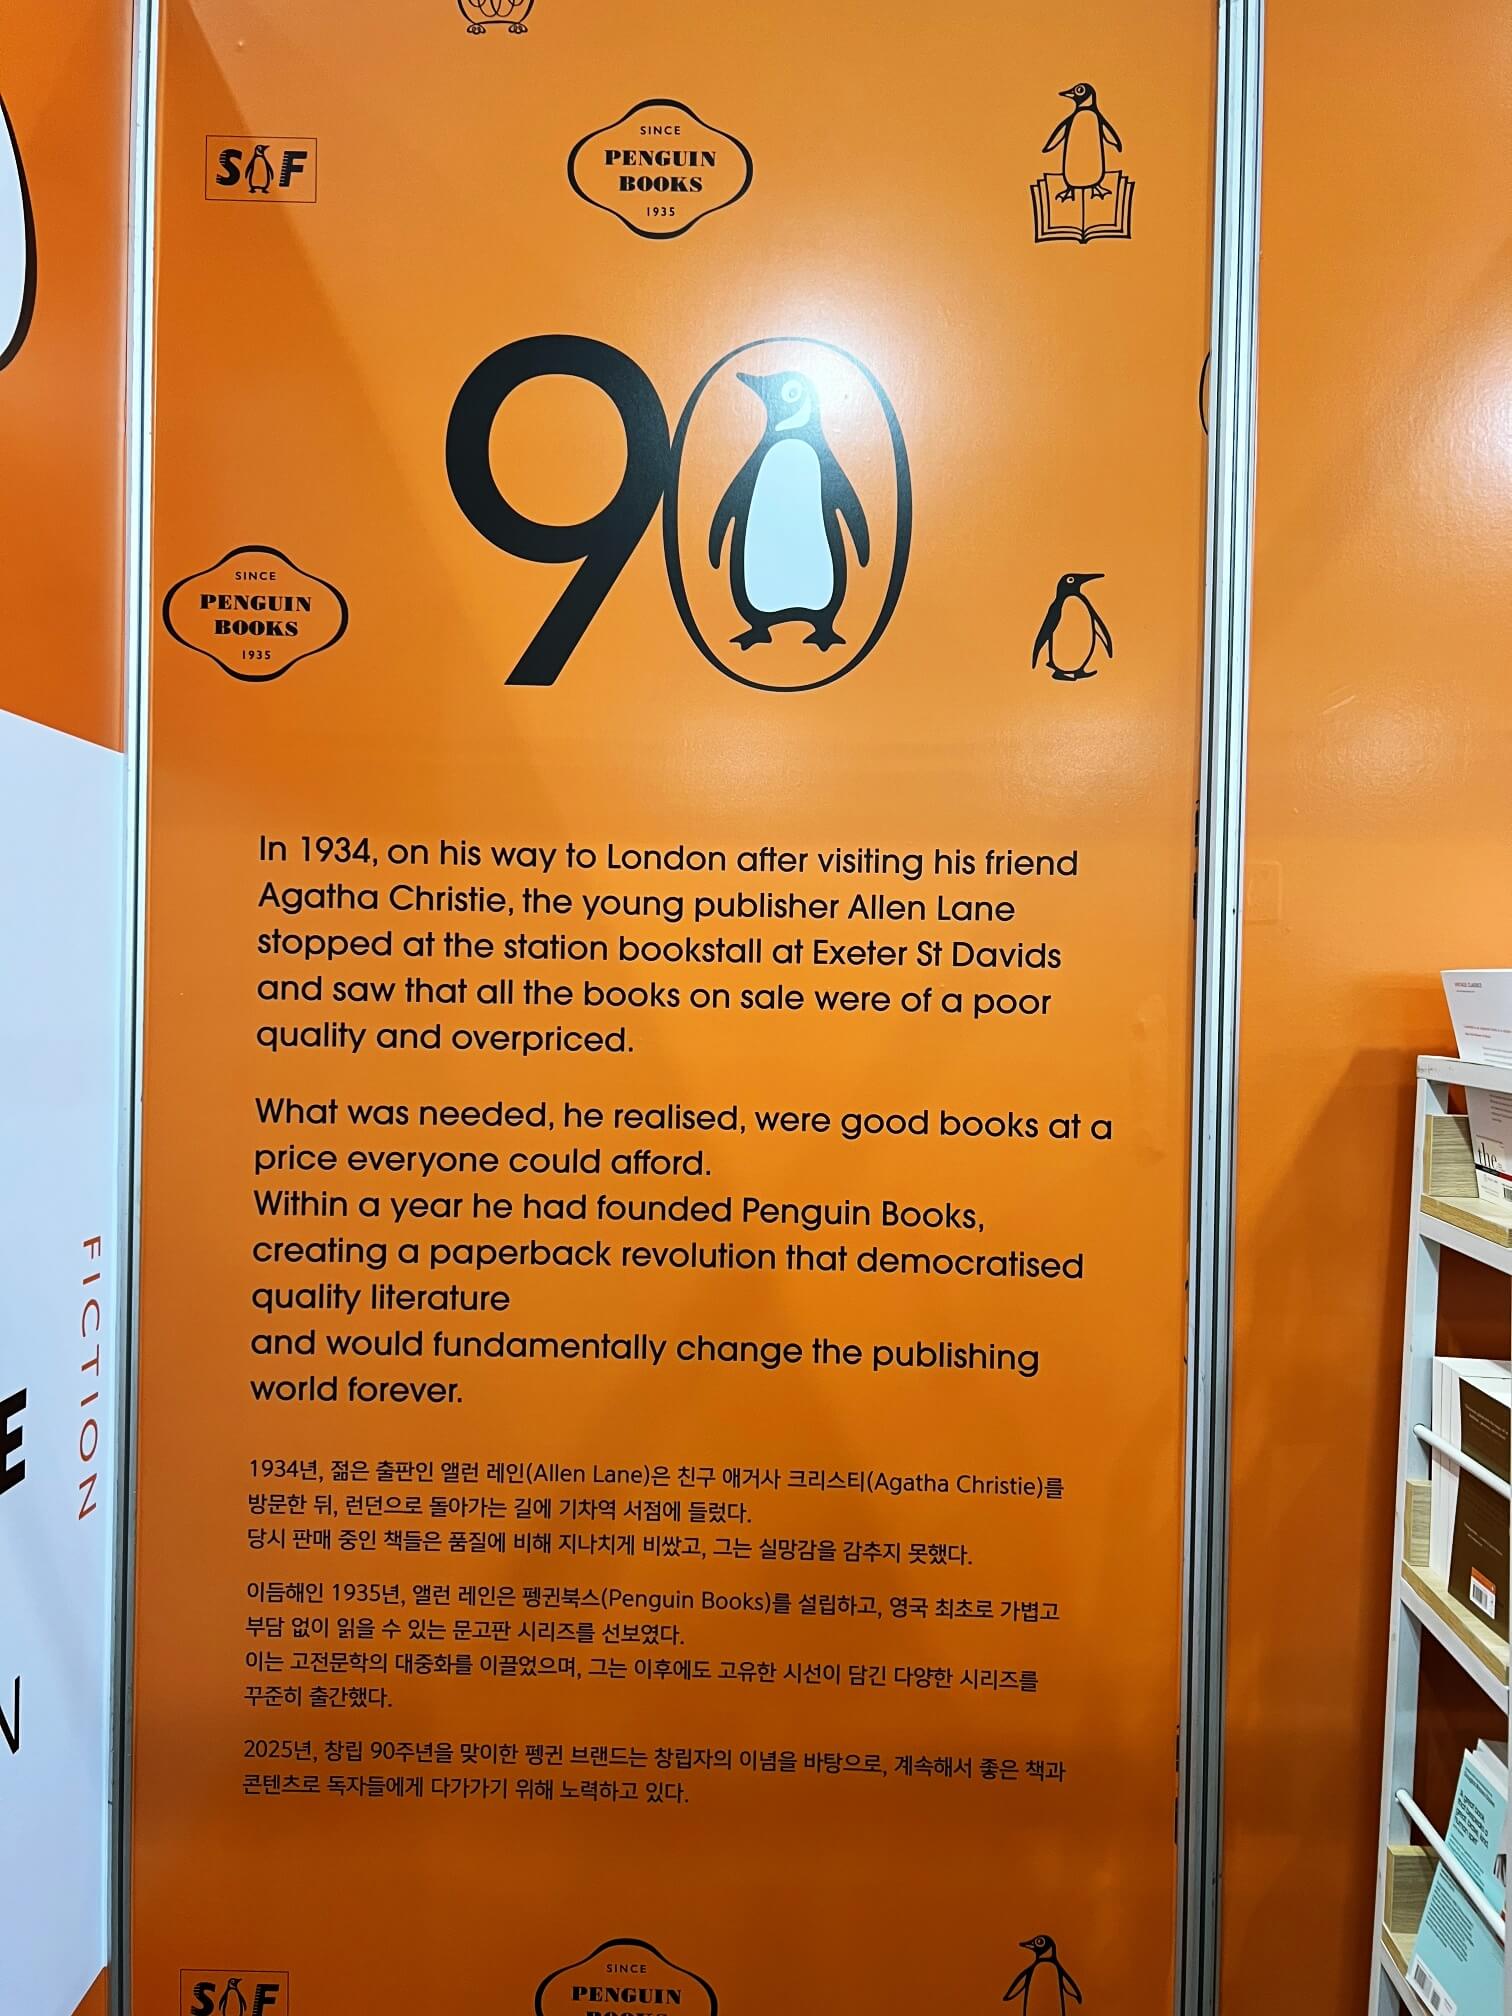 S F
SINCE
PENGUIN
BOOKS
1935
90
SINCE
PENGUIN
BOOKS
1935
In 1934, on his way to London after visiting his friend
Agatha Christie, the young publisher Allen Lane
stopped at the station bookstall at Exeter St Davids
and saw that all the books on sale were of a poor
quality and overpriced.
What was needed, he realised, were good books at a
price everyone could afford.
Within a year he had founded Penguin Books,
creating a paperback revolution that democratised
quality literature
and would fundamentally change the publishing
world forever.
1934년, 젊은 출판인 앨런 레인(Allen Lane)은 친구 애거사 크리스티(Agatha Christie)를
방문한 뒤, 런던으로 돌아가는 길에 기차역 서점에 들렀다.
당시 판매 중인 책들은 품질에 비해 지나치게 비쌌고, 그는 실망감을 감추지 못했다.
이듬해인 1935년, 앨런 레인은 펭귄북스(Penguin Books)를 설립하고, 영국 최초로 가볍고
부담 없이 읽을 수 있는 문고판 시리즈를 선보였다.
이는 고전문학의 대중화를 이끌었으며, 그는 이후에도 고유한 시선이 담긴 다양한 시리즈를
꾸준히 출간했다.
2025년, 창립 90주년을 맞이한 펭귄 브랜드는 창립자의 이념을 바탕으로, 계속해서 좋은 책과
콘텐츠로 독자들에게 다가가기 위해 노력하고 있다.
S F
SINCE
PENGUIN
BOOKS
FICTION
E
N
the